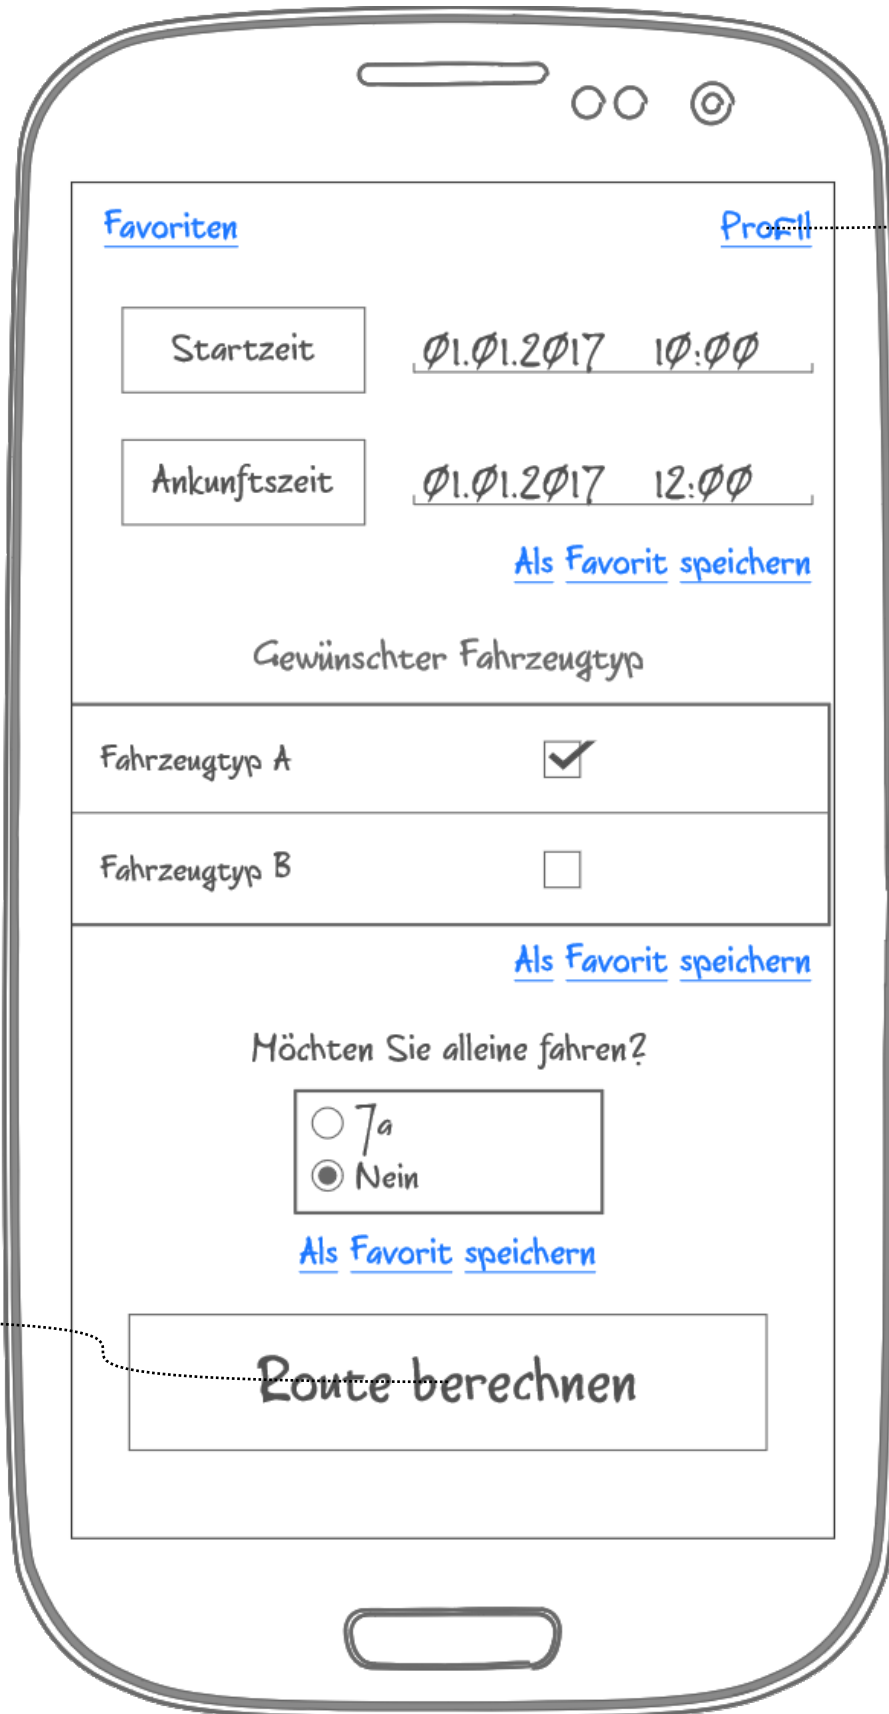 Favoriten Profil
Startzeit 01.01.2017 10:00
Ankunftszeit 01.01.2017 12:00
Als Favorit speichern
Gewünschter Fahrzeugtyp
Fahrzeugtyp A
Fahrzeugtyp B
Als Favorit speichern
Möchten Sie alleine fahren?
Ja
Nein
Als Favorit speichern
Route berechnen